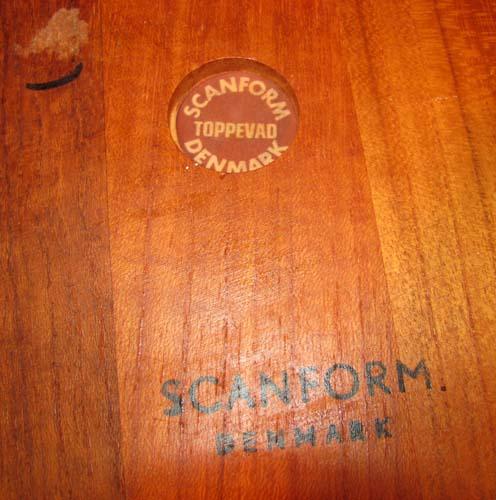 SCANFORM
TOPPEVAD
DENMARK
SCANFORM.
DENMARK